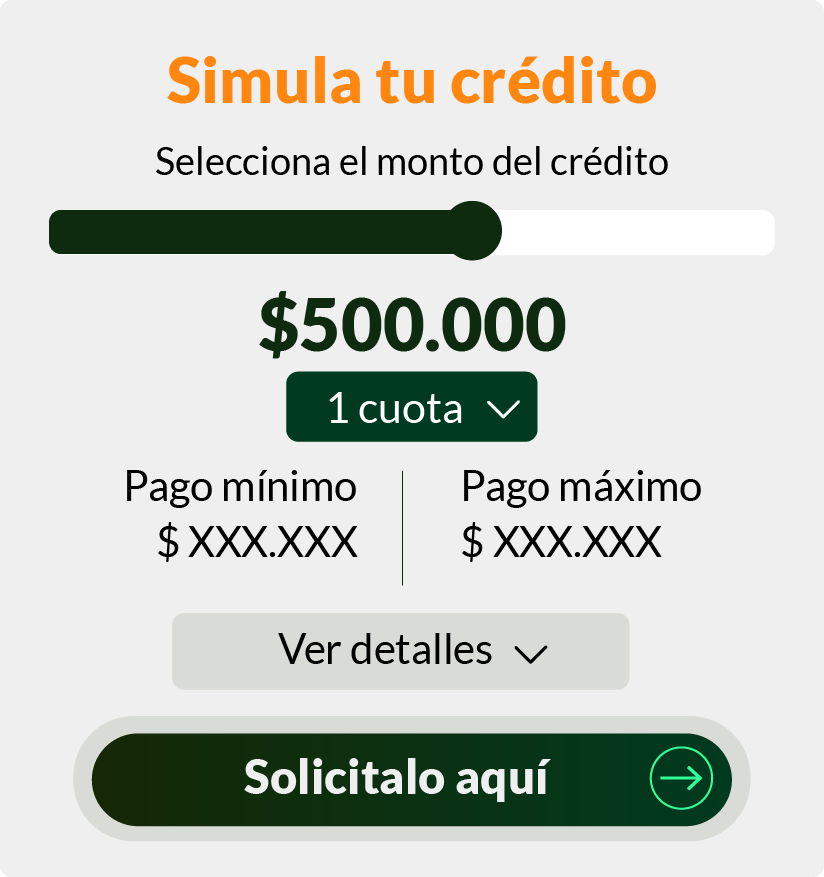 Simula tu crédito
Selecciona el monto del crédito
$500.000
1 cuota
Pago mínimo
$ XXX.XXX
Pago máximo
$ XXX.XXX
Ver detalles
Solicitalo aquí